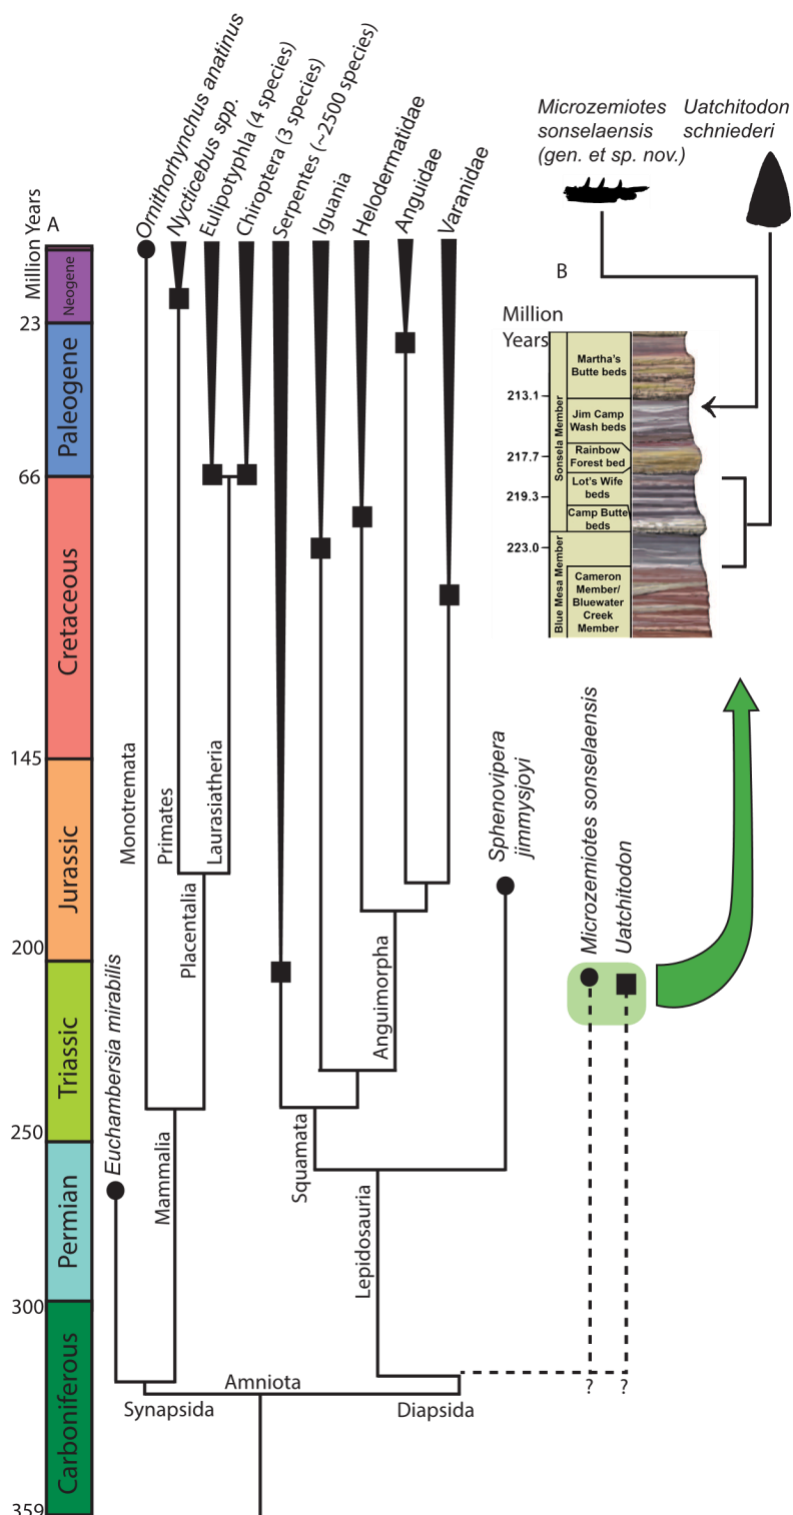 Million Years
A
Neogene
23
Paleogene
66
Cretaceous
145
Jurassic
200
Triassic
250
Permian
300
Carboniferous
359
Ornithorhynchus anatinus
Nycticebus spp.
Eulipotyphla (4 species)
Chiroptera (3 species)
Serpentes (~2500 species)
Iguania
Helodermatidae
Anguidae
Varanidae
Monotremata
Primates
Laurasiatheria
Placentalia
Mammalia
Euchambersia mirabilis
Squamata
Anguimorpha
Lepidosauria
Sphenovipera
jimmysjoyi
Microzemiotes sonselaensis
Uatchitodon
Amniota
Synapsida
Diapsida
?
?
Microzemiotes
sonselaensis
(gen. et sp. nov.)
Uatchitodon
schniederi
B
Million
Years
213.1
217.7
219.3
223.0
Sonsela Member
Blue Mesa Member
Martha's
Butte beds
Jim Camp
Wash beds
Rainbow
Forest bed
Lot's Wife
beds
Camp Butte
beds
Cameron
Member/
Bluewater
Creek
Member